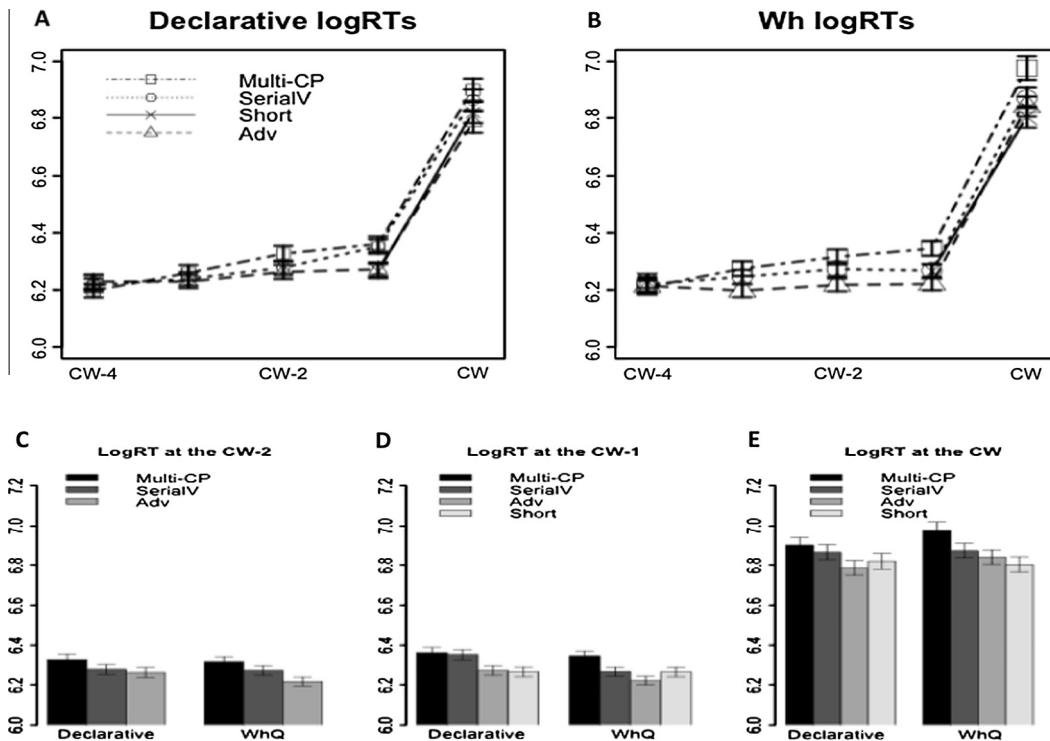 A
Declarative logRTs
7.0
6.8
6.6
6.4
6.2
6.0
Multi-CP
SerialV
Short
Adv
CW-4
CW-2
CW
B
Wh logRTs
7.0
6.8
6.6
6.4
6.2
6.0
CW-4
CW-2
CW
C
LogRT at the CW-2
7.2
7.0
6.8
6.6
6.4
6.2
6.0
Multi-CP
SerialV
Adv
Declarative
WhQ
D
LogRT at the CW-1
7.2
7.0
6.8
6.6
6.4
6.2
6.0
Multi-CP
SerialV
Adv
Short
Declarative
WhQ
E
LogRT at the CW
7.2
7.0
6.8
6.6
6.4
6.2
6.0
Multi-CP
SerialV
Adv
Short
Declarative
WhQ